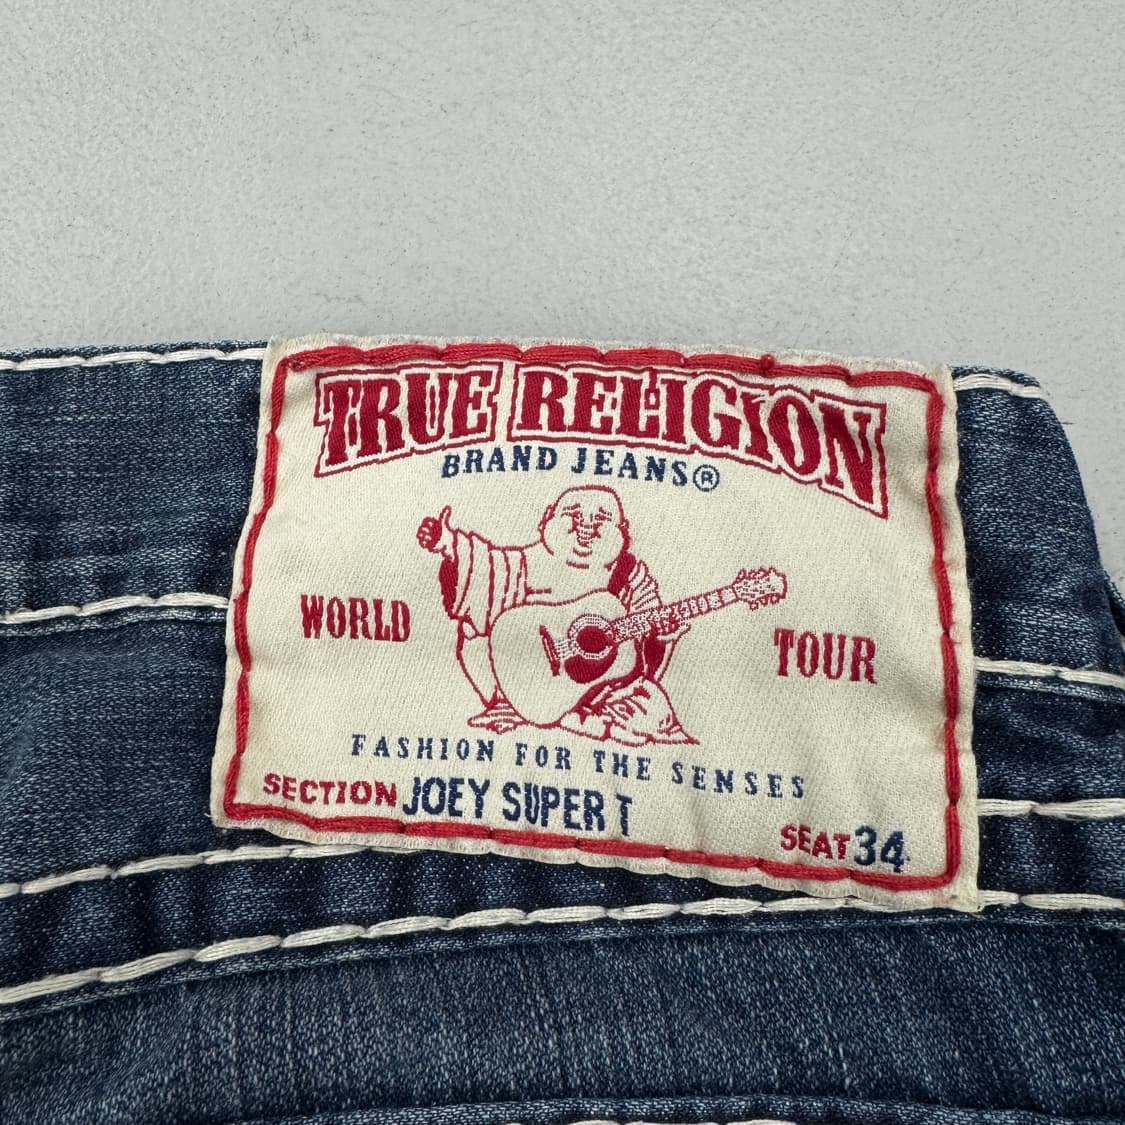 TRUE RELIGION
BRAND JEANS®
WORLD TOUR
FASHION FOR THE SENSES
SECTION JOEY SUPER T
SEAT 34